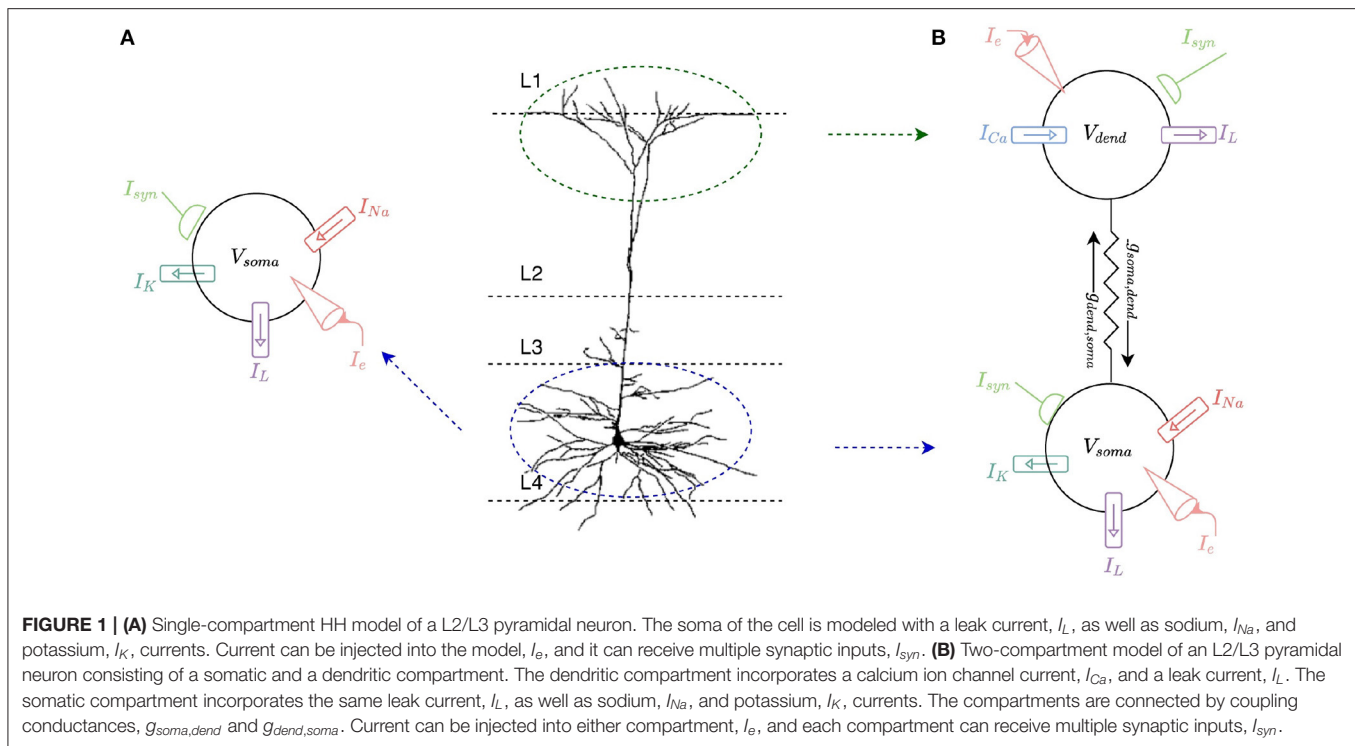 A
B
L1
L2
L3
L4
I_syn
I_Na
V_soma
I_K
I_L
I_e
I_e
I_syn
I_Ca
V_dend
I_L
g_soma,dend
g_dend,soma
I_syn
I_Na
V_soma
I_K
I_L
I_e
FIGURE 1 | (A) Single-compartment HH model of a L2/L3 pyramidal neuron. The soma of the cell is modeled with a leak current, I_L, as well as sodium, I_Na, and
potassium, I_K, currents. Current can be injected into the model, I_e, and it can receive multiple synaptic inputs, I_syn. (B) Two-compartment model of an L2/L3 pyramidal
neuron consisting of a somatic and a dendritic compartment. The dendritic compartment incorporates a calcium ion channel current, I_Ca, and a leak current, I_L. The
somatic compartment incorporates the same leak current, I_L, as well as sodium, I_Na, and potassium, I_K, currents. The compartments are connected by coupling
conductances, g_soma,dend and g_dend,soma. Current can be injected into either compartment, I_e, and each compartment can receive multiple synaptic inputs, I_syn.